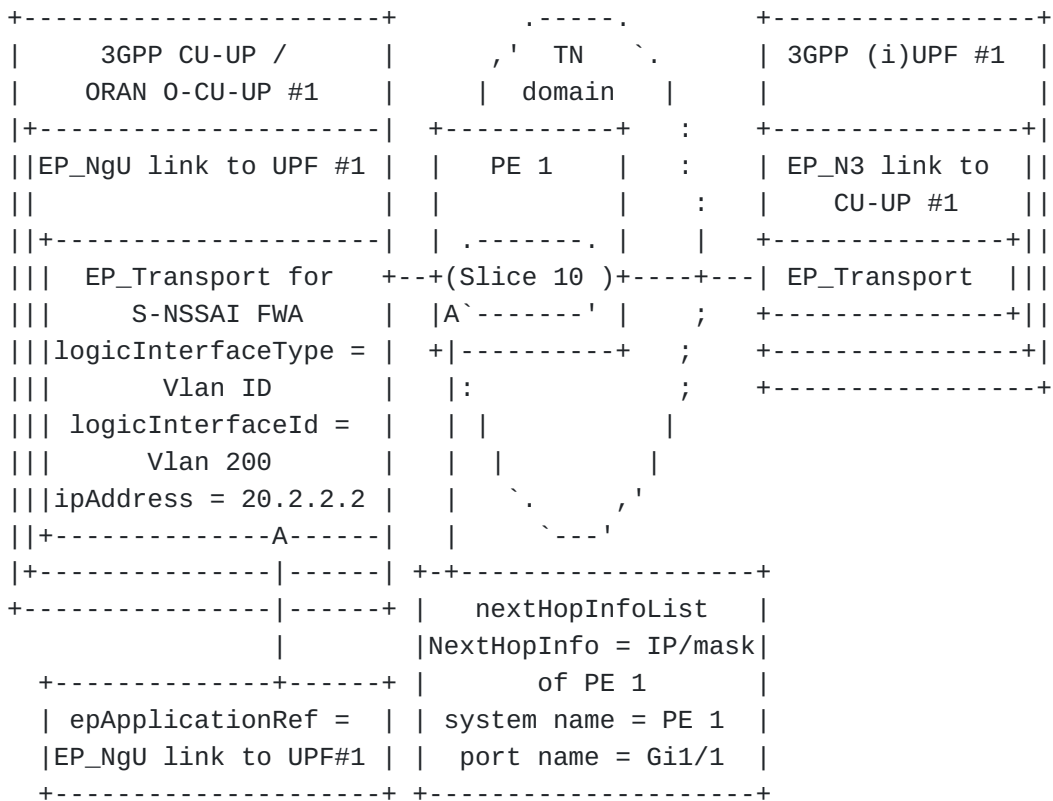 3GPP CU-UP /
ORAN O-CU-UP #1
EP_NgU link to UPF #1
EP_Transport for
S-NSSAI FWA
logicInterfaceType =
Vlan ID
logicInterfaceId =
Vlan 200
ipAddress = 20.2.2.2
A
epApplicationRef =
EP_NgU link to UPF#1
TN
domain
PE 1
(Slice 10 )
A
nextHopInfoList
NextHopInfo = IP/mask
of PE 1
system name = PE 1
port name = Gi1/1
3GPP (i)UPF #1
EP_N3 link to
CU-UP #1
EP_Transport